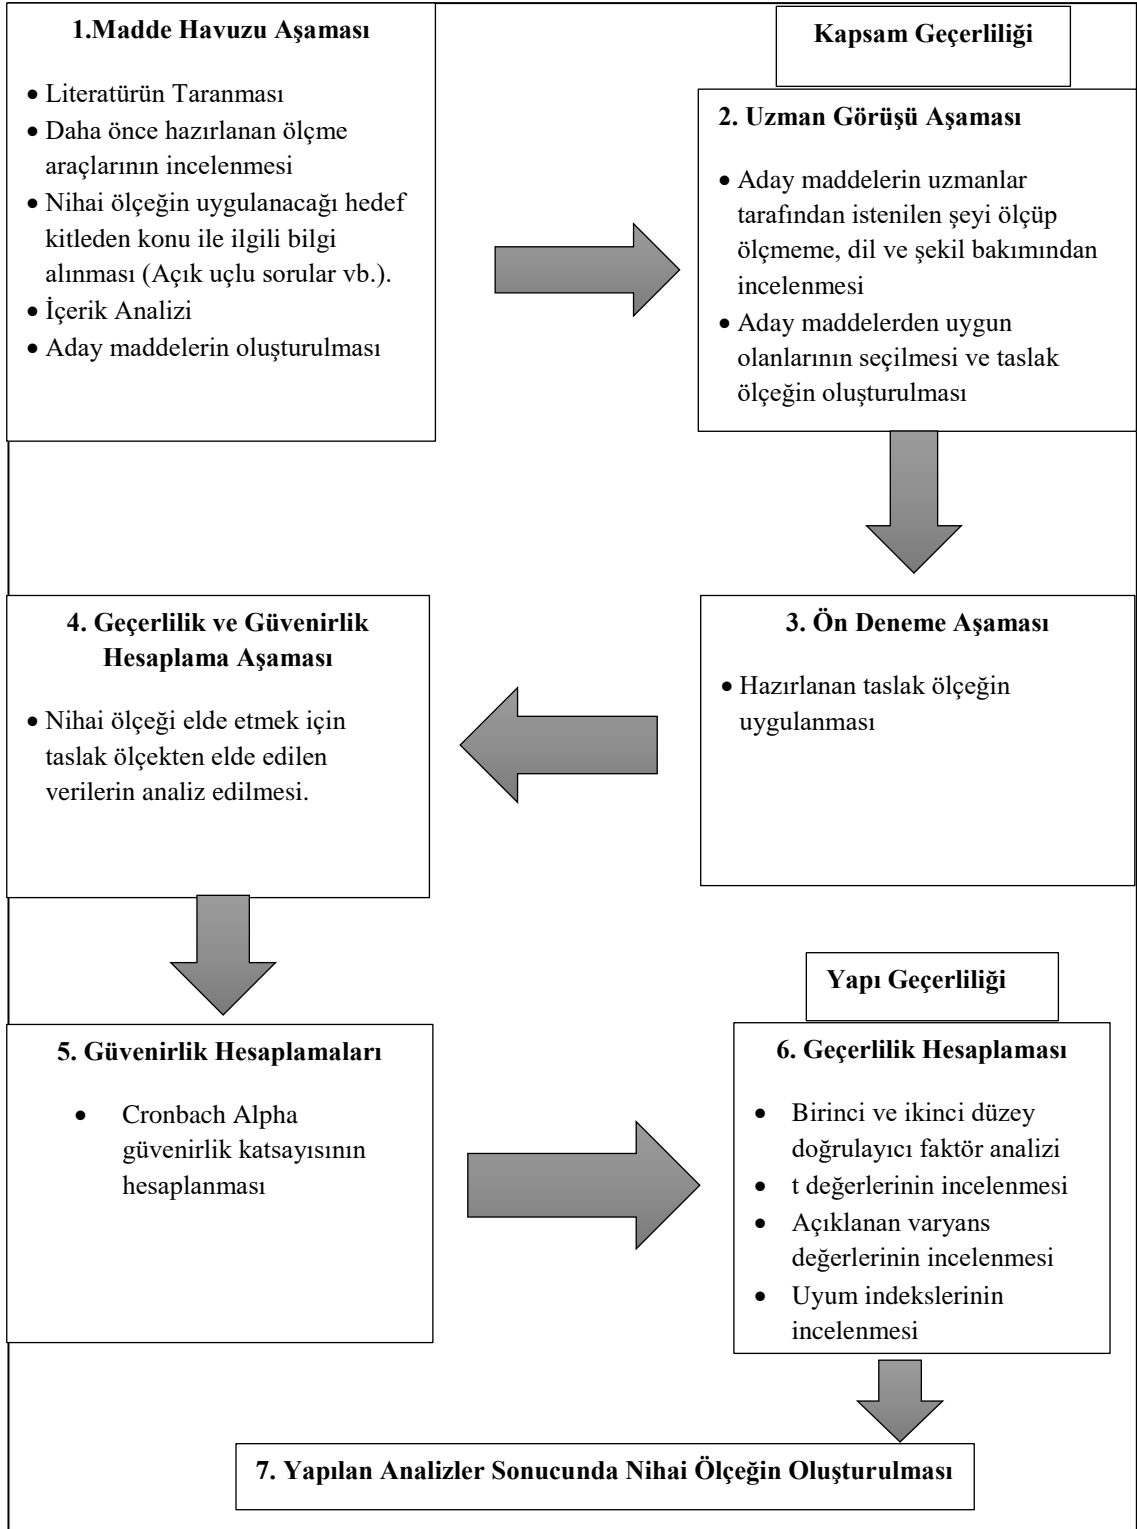 1.Madde Havuzu Aşaması
• Literatürün Taranması
• Daha önce hazırlanan ölçme
araçlarının incelenmesi
• Nihai ölçeğin uygulanacağı hedef
kitleden konu ile ilgili bilgi
alınması (Açık uçlu sorular vb.).
• İçerik Analizi
• Aday maddelerin oluşturulması
Kapsam Geçerliliği
2. Uzman Görüşü Aşaması
• Aday maddelerin uzmanlar
tarafından istenilen şeyi ölçüp
ölçmeme, dil ve şekil bakımından
incelenmesi
• Aday maddelerden uygun
olanlarının seçilmesi ve taslak
ölçeğin oluşturulması
3. Ön Deneme Aşaması
• Hazırlanan taslak ölçeğin
uygulanması
4. Geçerlilik ve Güvenirlik
Hesaplama Aşaması
• Nihai ölçeği elde etmek için
taslak ölçekten elde edilen
verilerin analiz edilmesi.
5. Güvenirlik Hesaplamaları
• Cronbach Alpha
güvenirlik katsayısının
hesaplanması
Yapı Geçerliliği
6. Geçerlilik Hesaplaması
• Birinci ve ikinci düzey
doğrulayıcı faktör analizi
• t değerlerinin incelenmesi
• Açıklanan varyans
değerlerinin incelenmesi
• Uyum indekslerinin
incelenmesi
7. Yapılan Analizler Sonucunda Nihai Ölçeğin Oluşturulması